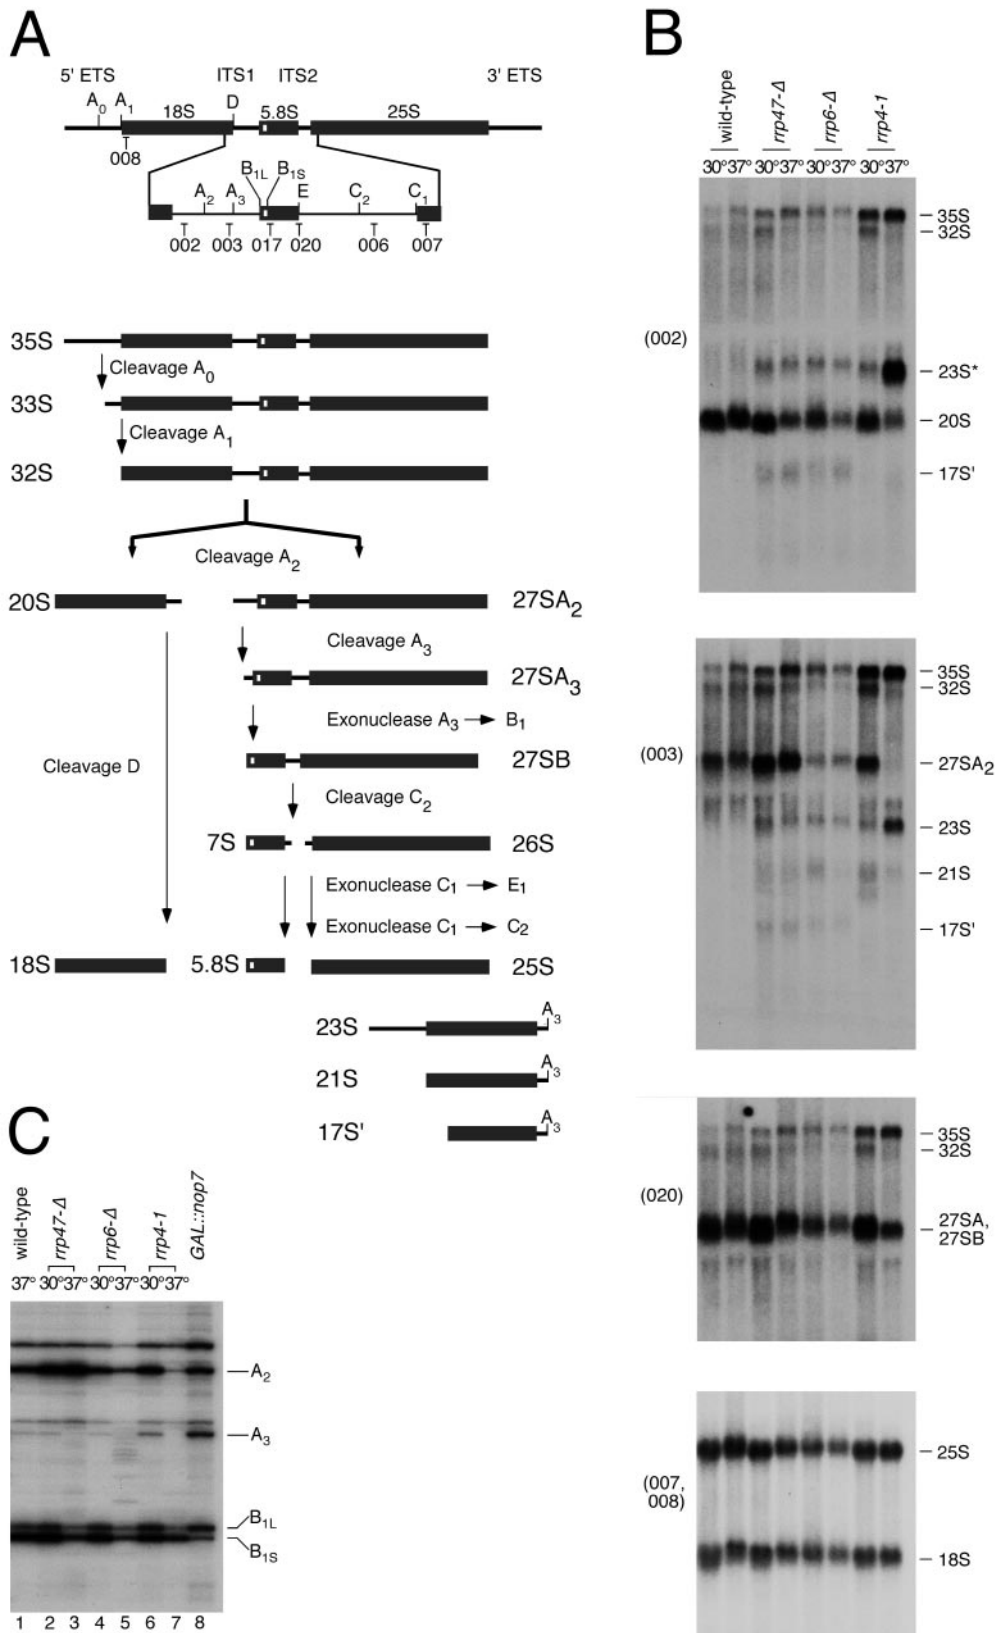 A
5' ETS
ITS1
ITS2
3' ETS
A0
A1
18S
D
5.8S
25S
008
B1L
B1S
A2
A3
E
C2
C1
002
003
017
020
006
007
35S
Cleavage A0
33S
Cleavage A1
32S
Cleavage A2
20S
27SA2
Cleavage A3
27SA3
Exonuclease A3 → B1
27SB
Cleavage D
Cleavage C2
7S
26S
Exonuclease C1 → E1
Exonuclease C1 → C2
18S
5.8S
25S
23S
A3
21S
A3
17S'
A3
B
wild-type
rrp47-Δ
rrp6-Δ
rrp4-1
30° 37° 30° 37° 30° 37° 30° 37°
(002)
35S
32S
23S*
20S
17S'
(003)
35S
32S
27SA2
23S
21S
17S'
(020)
35S
32S
27SA,
27SB
(007,
008)
25S
18S
C
wild-type
rrp47-Δ
rrp6-Δ
rrp4-1
GAL::nop7
37° 30° 37° 30° 37° 30° 37°
A2
A3
B1L
B1S
1 2 3 4 5 6 7 8